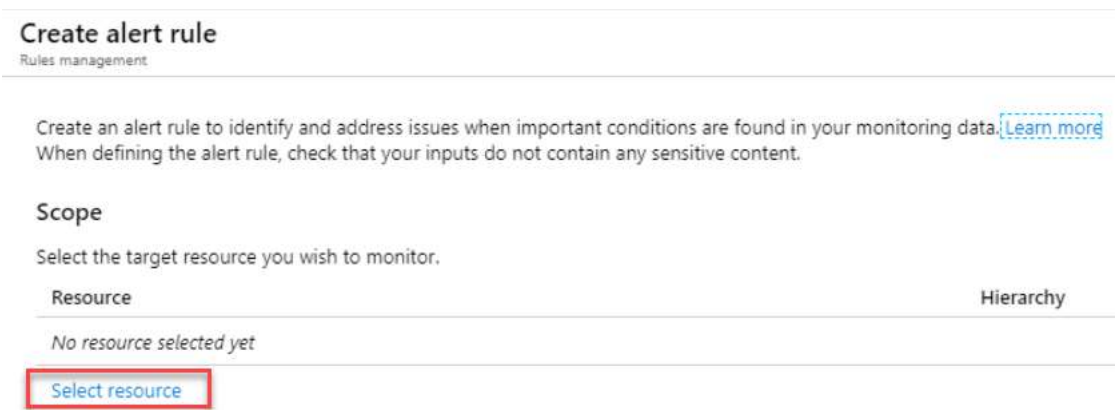 Create alert rule
Rules management
Create an alert rule to identify and address issues when important conditions are found in your monitoring data. Learn more
When defining the alert rule, check that your inputs do not contain any sensitive content.
Scope
Select the target resource you wish to monitor.
Resource Hierarchy
No resource selected yet
Select resource